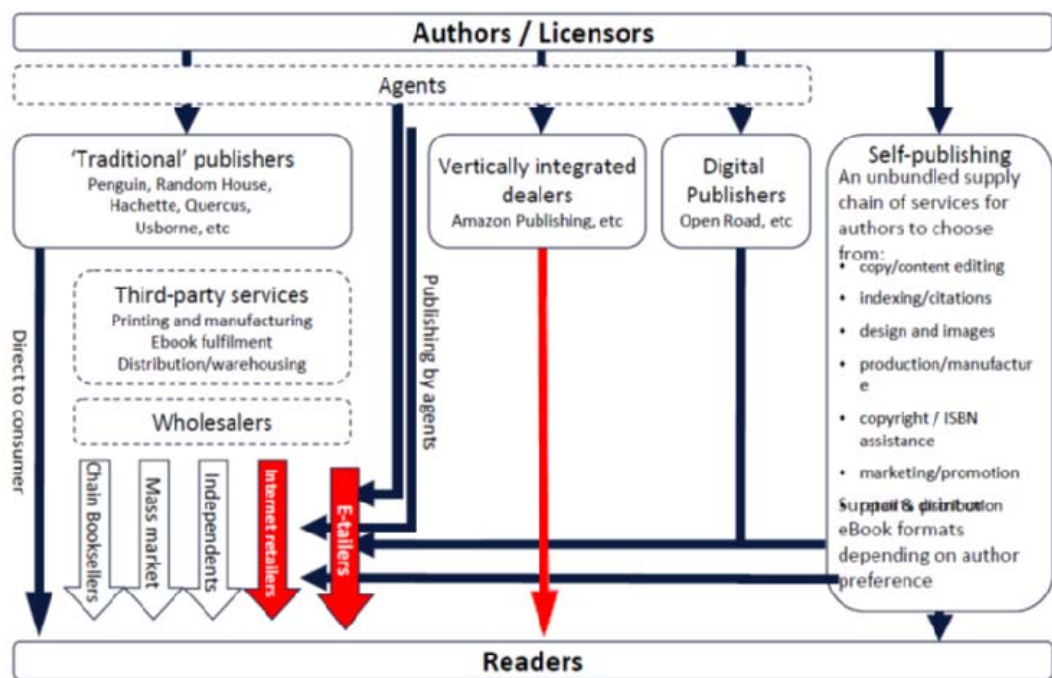 Authors / Licensors
Agents
'Traditional' publishers
Penguin, Random House,
Hachette, Quercus,
Usborne, etc
Vertically integrated
dealers
Amazon Publishing, etc
Digital
Publishers
Open Road, etc
Self-publishing
An unbundled supply
chain of services for
authors to choose
from:
• copy/content editing
• indexing/citations
• design and images
• production/manufactur
e
• copyright / ISBN
assistance
• marketing/promotion
• retail & distribution
Support print
eBook formats
depending on author
preference
Third-party services
Printing and manufacturing
Ebook fulfilment
Distribution/warehousing
Wholesalers
Direct to consumer
Publishing by agents
Chain Booksellers
Mass market
Independents
Internet retailers
E-tailers
Readers